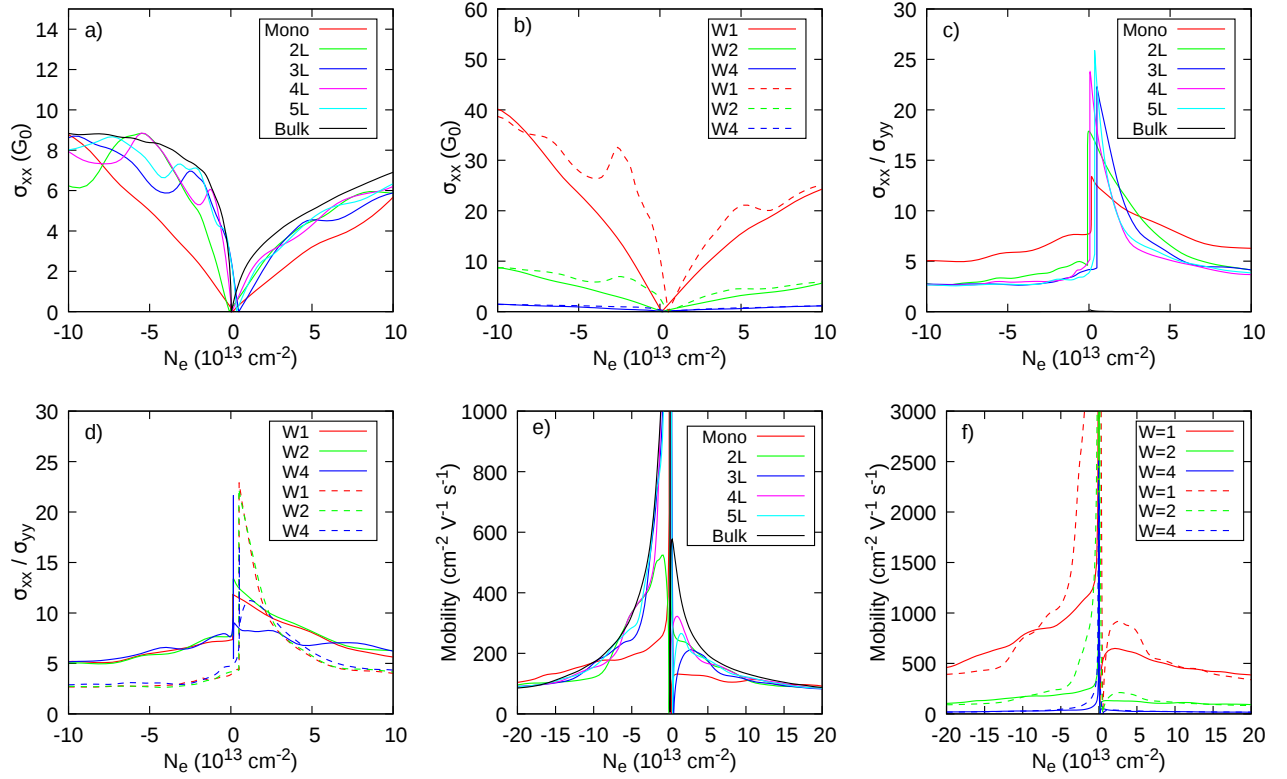 a)
Mono
2L
3L
4L
5L
Bulk
σxx (G0)
0
2
4
6
8
10
12
14
-10
-5
0
5
10
Ne (10^13 cm^-2)
b)
W1
W2
W4
W1
W2
W4
σxx (G0)
0
10
20
30
40
50
60
-10
-5
0
5
10
Ne (10^13 cm^-2)
c)
Mono
2L
3L
4L
5L
Bulk
σxx / σyy
0
5
10
15
20
25
30
-10
-5
0
5
10
Ne (10^13 cm^-2)
d)
W1
W2
W4
W1
W2
W4
σxx / σyy
0
5
10
15
20
25
30
-10
-5
0
5
10
Ne (10^13 cm^-2)
e)
Mono
2L
3L
4L
5L
Bulk
Mobility (cm^-2 V^-1 s^-1)
0
200
400
600
800
1000
-20
-15
-10
-5
0
5
10
15
20
Ne (10^13 cm^-2)
f)
W=1
W=2
W=4
W=1
W=2
W=4
Mobility (cm^-2 V^-1 s^-1)
0
500
1000
1500
2000
2500
3000
-20
-15
-10
-5
0
5
10
15
20
Ne (10^13 cm^-2)